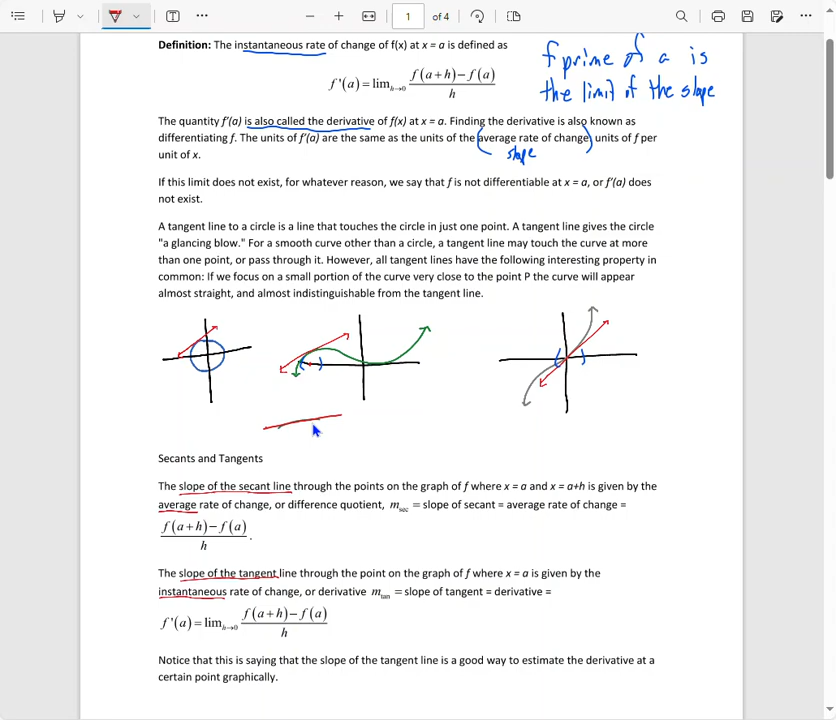 1 of 4
Definition: The instantaneous rate of change of f(x) at x = a is defined as
f prime of a is
the limit of the slope
f'(a) = lim h→0 f(a+h)−f(a) / h
The quantity f'(a) is also called the derivative of f(x) at x = a. Finding the derivative is also known as
differentiating f. The units of f'(a) are the same as the units of the (average rate of change) units of f per
slope
unit of x.
If this limit does not exist, for whatever reason, we say that f is not differentiable at x = a, or f'(a) does
not exist.
A tangent line to a circle is a line that touches the circle in just one point. A tangent line gives the circle
"a glancing blow." For a smooth curve other than a circle, a tangent line may touch the curve at more
than one point, or pass through it. However, all tangent lines have the following interesting property in
common: If we focus on a small portion of the curve very close to the point P the curve will appear
almost straight, and almost indistinguishable from the tangent line.
Secants and Tangents
The slope of the secant line through the points on the graph of f where x = a and x = a+h is given by the
average rate of change, or difference quotient, m sec = slope of secant = average rate of change =
f(a+h)−f(a) / h .
The slope of the tangent line through the point on the graph of f where x = a is given by the
instantaneous rate of change, or derivative m tan = slope of tangent = derivative =
f'(a) = lim h→0 f(a+h)−f(a) / h
Notice that this is saying that the slope of the tangent line is a good way to estimate the derivative at a
certain point graphically.